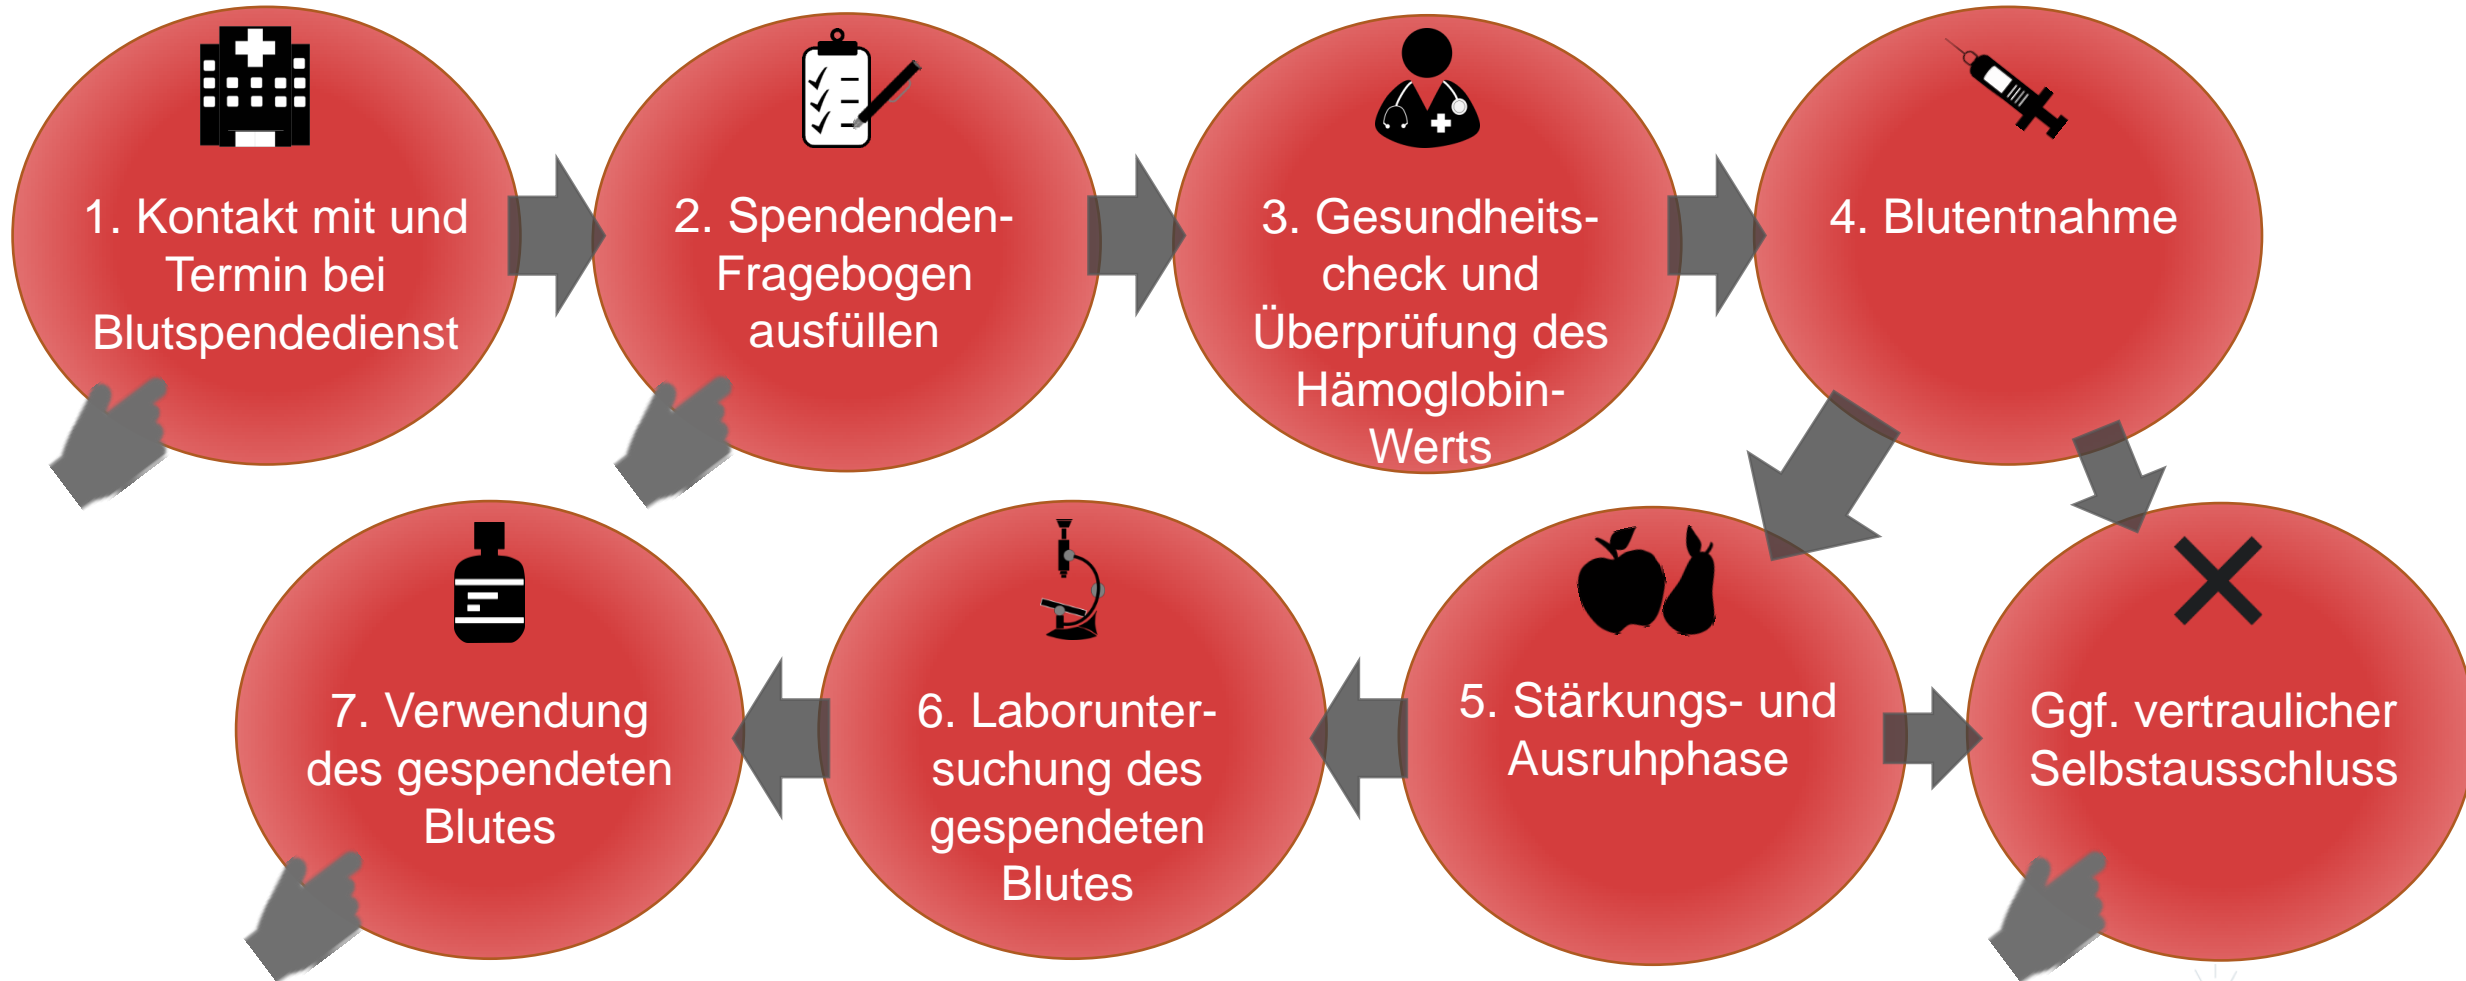 1. Kontakt mit und
Termin bei
Blutspendedienst
2. Spendenden-
Fragebogen
ausfüllen
3. Gesundheits-
check und
Überprüfung des
Hämoglobin-
Werts
4. Blutentnahme
5. Stärkungs- und
Ausruhphase
6. Laborunter-
suchung des
gespendeten
Blutes
7. Verwendung
des gespendeten
Blutes
Ggf. vertraulicher
Selbstausschluss